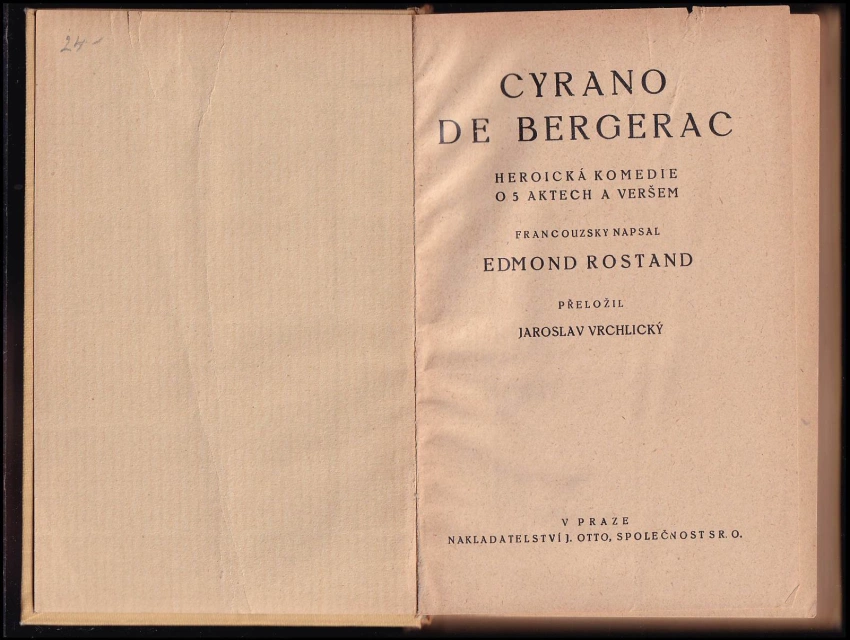 24-
CYRANO
DE BERGERAC
HEROICKÁ KOMEDIE
O 5 AKTECH A VERŠEM
FRANCOUZSKY NAPSAL
EDMOND ROSTAND
PŘELOŽIL
JAROSLAV VRCHLICKÝ
V PRAZE
NAKLADATELSTVÍ J. OTTO, SPOLEČNOST S R. O.